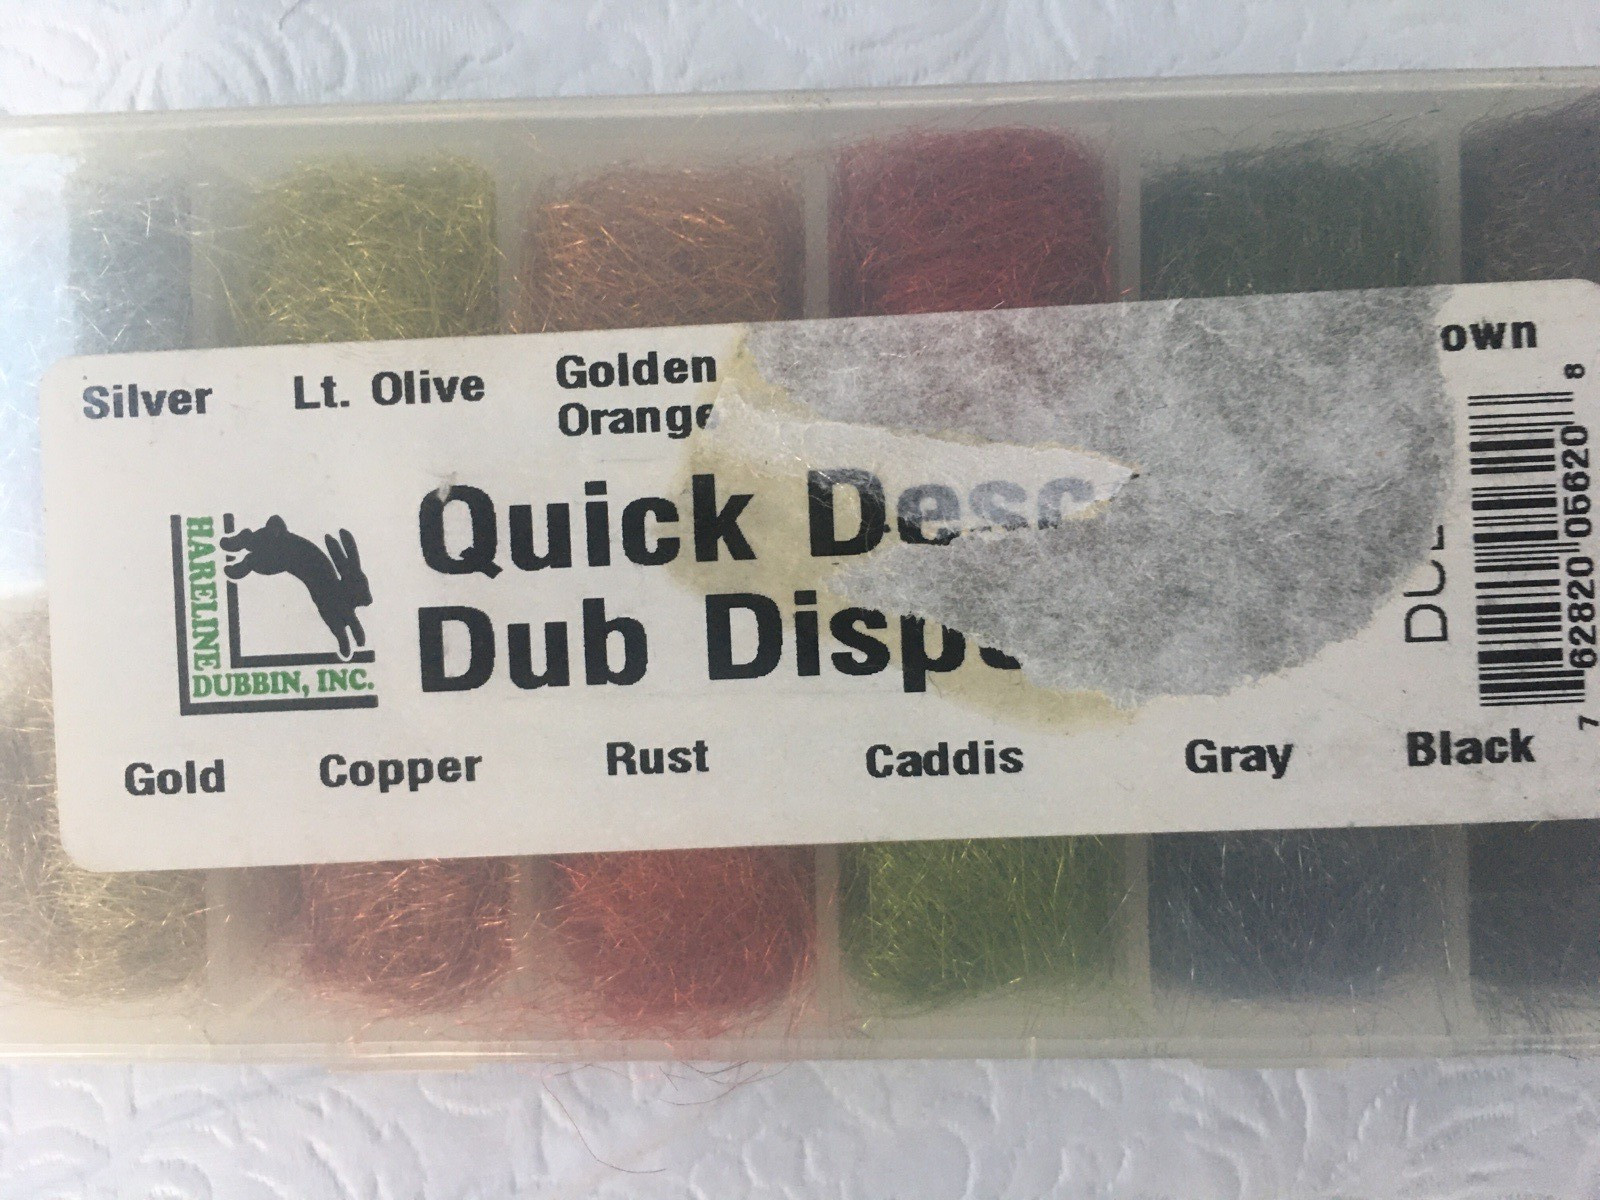 Silver Lt. Olive Golden
Orange
own
HARELINE
DUBBIN, INC.
Quick Desc
Dub Disp
Gold Copper Rust Caddis Gray Black
7 62820 05620 8